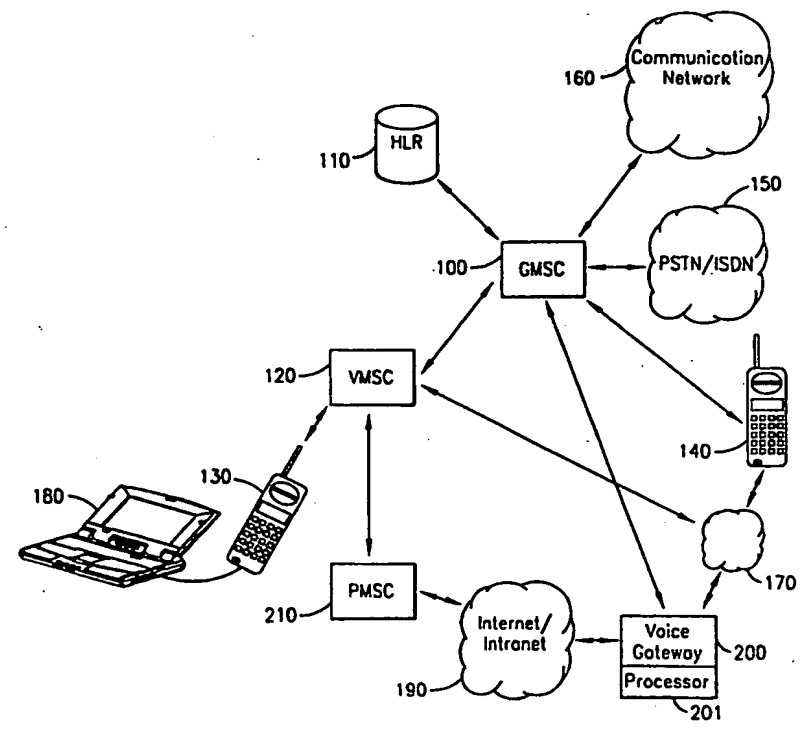 Communication
Network
160
HLR
110
150
PSTN/ISDN
100
GMSC
120
VMSC
140
130
180
170
PMSC
210
Internet/
Intranet
190
Voice
Gateway
200
Processor
201